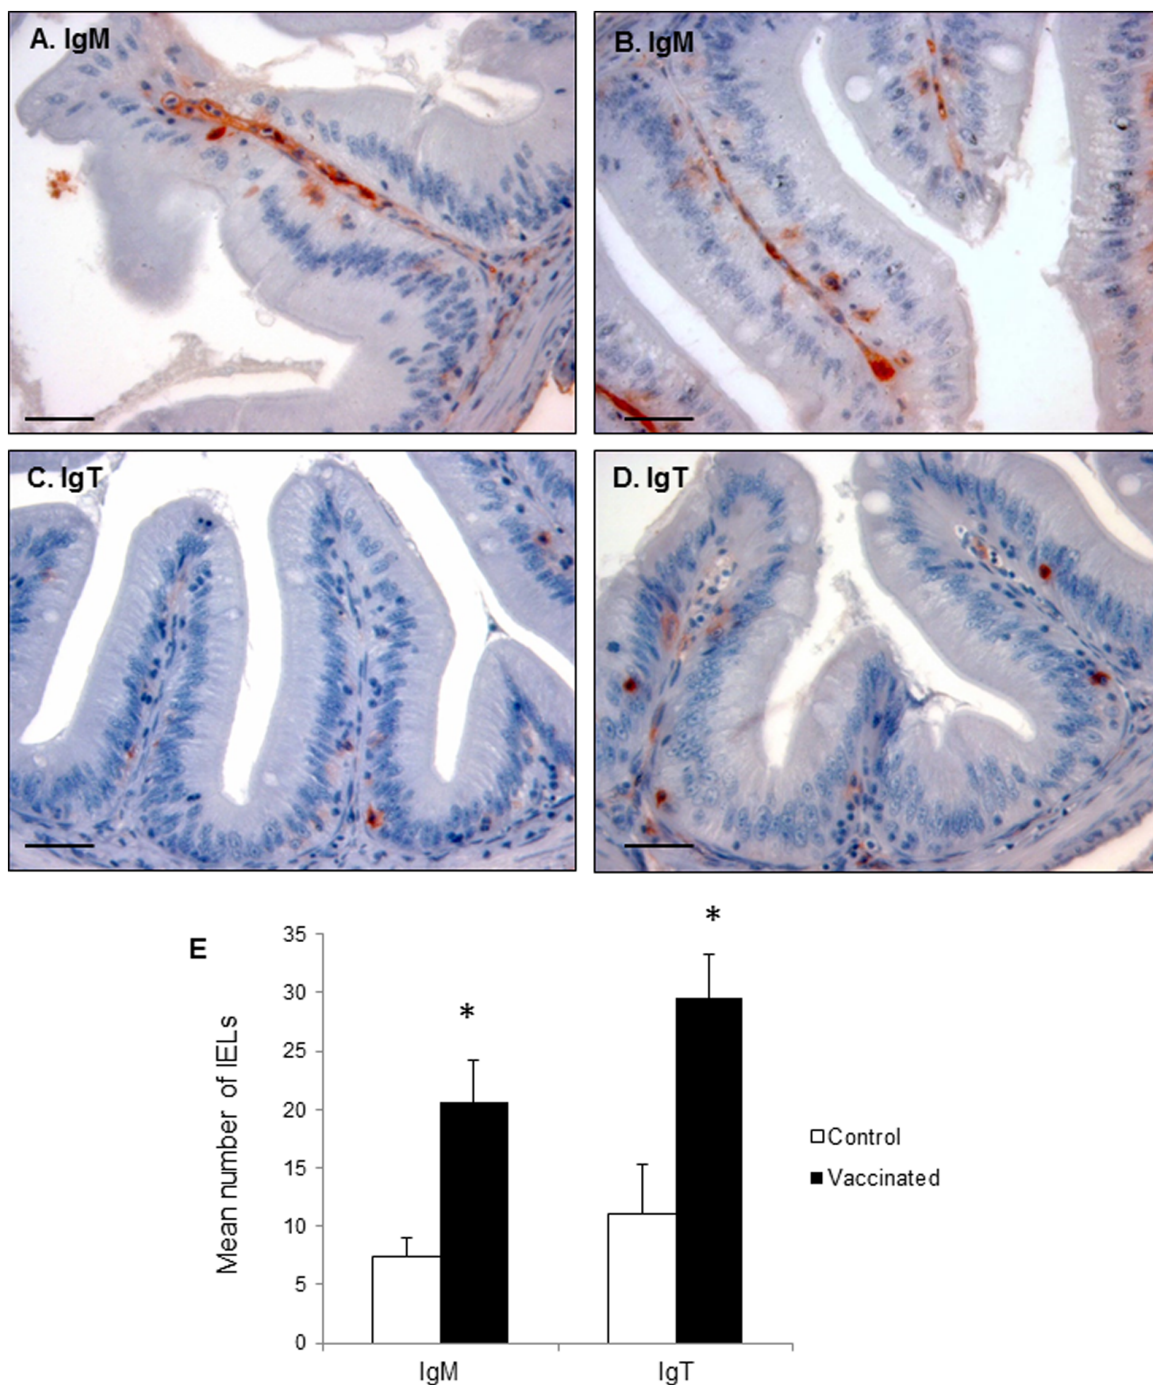 A. IgM
B. IgM
C. IgT
D. IgT
E
*
*
35
30
25
20
15
10
5
0
Mean number of IELs
IgM
IgT
Control
Vaccinated